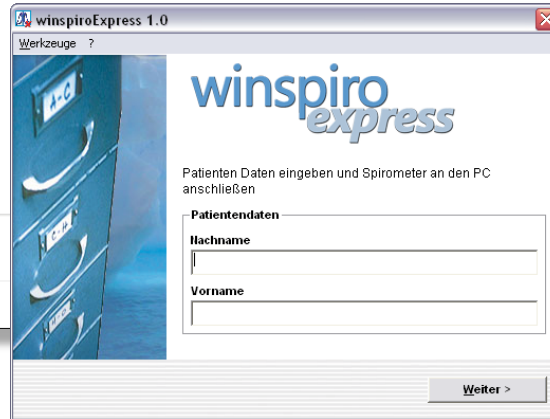 winspiroExpress 1.0
Werkzeuge ?
A-C
winspiro
express
Patienten Daten eingeben und Spirometer an den PC
anschließen
Patientendaten
Nachname
C-H
Vorname
Weiter >